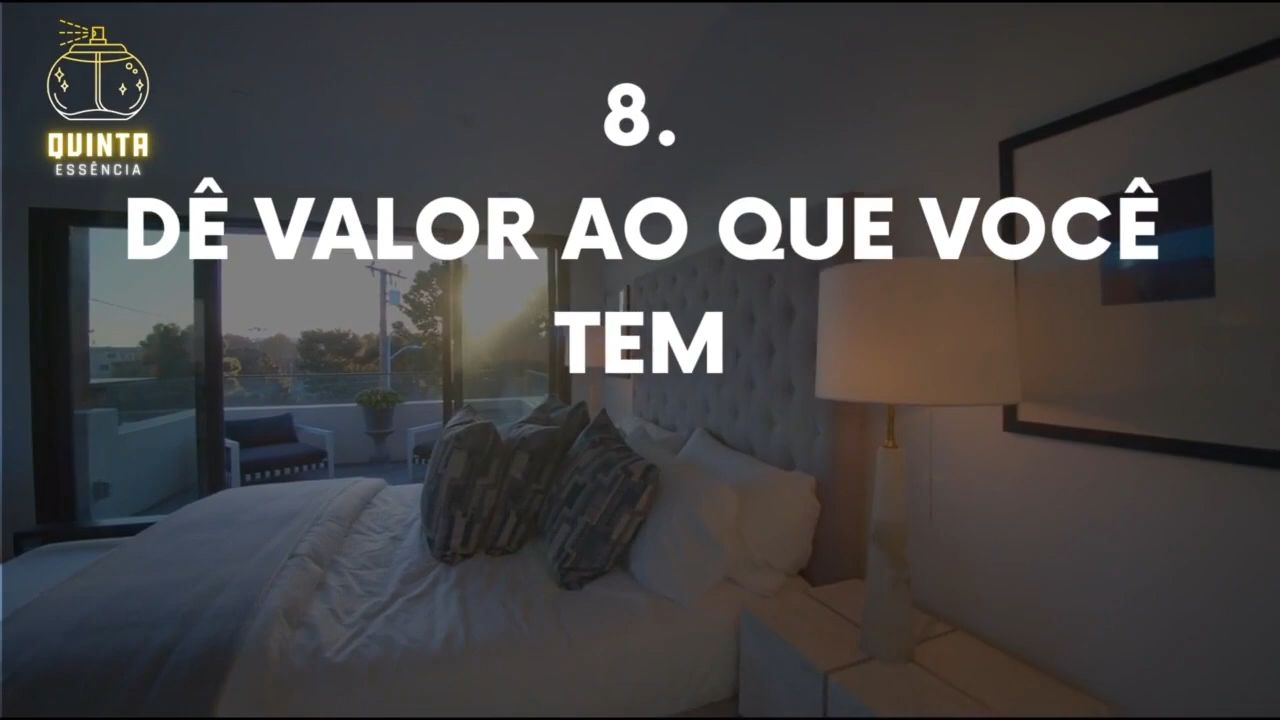 QUINTA
ESSÊNCIA
8.
DÊ VALOR AO QUE VOCÊ
TEM